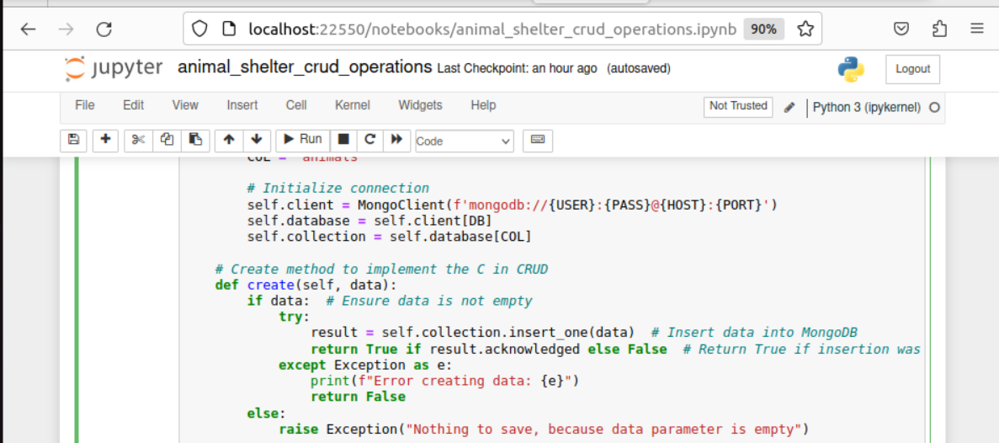 localhost:22550/notebooks/animal_shelter_crud_operations.ipynb 90%
jupyter animal_shelter_crud_operations Last Checkpoint: an hour ago (autosaved) Logout
File Edit View Insert Cell Kernel Widgets Help Not Trusted Python 3 (ipykernel)
Run Code
COL = 'animals'
# Initialize connection
self.client = MongoClient(f'mongodb://{USER}:{PASS}@{HOST}:{PORT}')
self.database = self.client[DB]
self.collection = self.database[COL]
# Create method to implement the C in CRUD
def create(self, data):
if data:  # Ensure data is not empty
try:
result = self.collection.insert_one(data)  # Insert data into MongoDB
return True if result.acknowledged else False  # Return True if insertion was
except Exception as e:
print(f"Error creating data: {e}")
return False
else:
raise Exception("Nothing to save, because data parameter is empty")